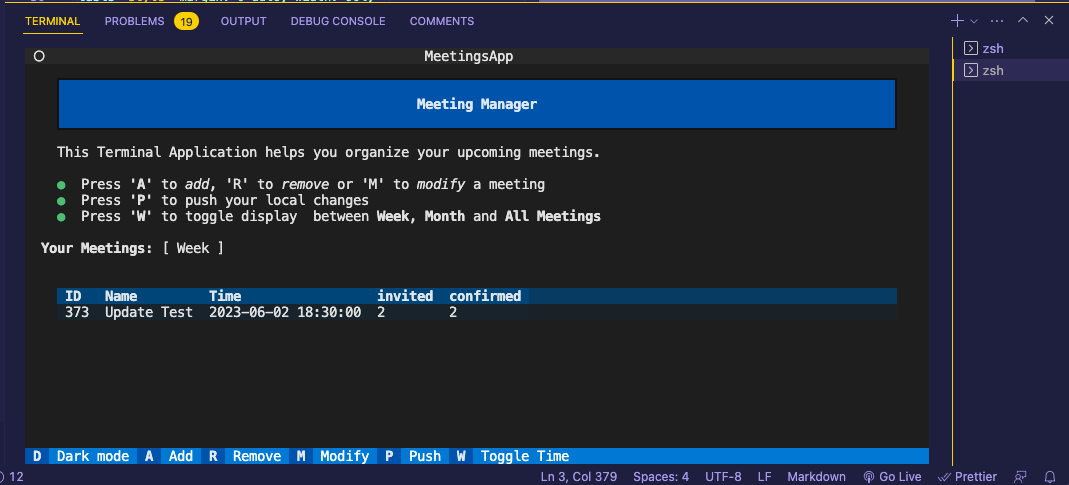 TERMINAL PROBLEMS 19 OUTPUT DEBUG CONSOLE COMMENTS
zsh
zsh
MeetingsApp
Meeting Manager
This Terminal Application helps you organize your upcoming meetings.
Press 'A' to add, 'R' to remove or 'M' to modify a meeting
Press 'P' to push your local changes
Press 'W' to toggle display  between Week, Month and All Meetings
Your Meetings: [ Week ]
ID Name Time invited confirmed
373 Update Test 2023-06-02 18:30:00 2 2
D Dark mode A Add R Remove M Modify P Push W Toggle Time
12 Ln 3, Col 379 Spaces: 4 UTF-8 LF Markdown Go Live Prettier